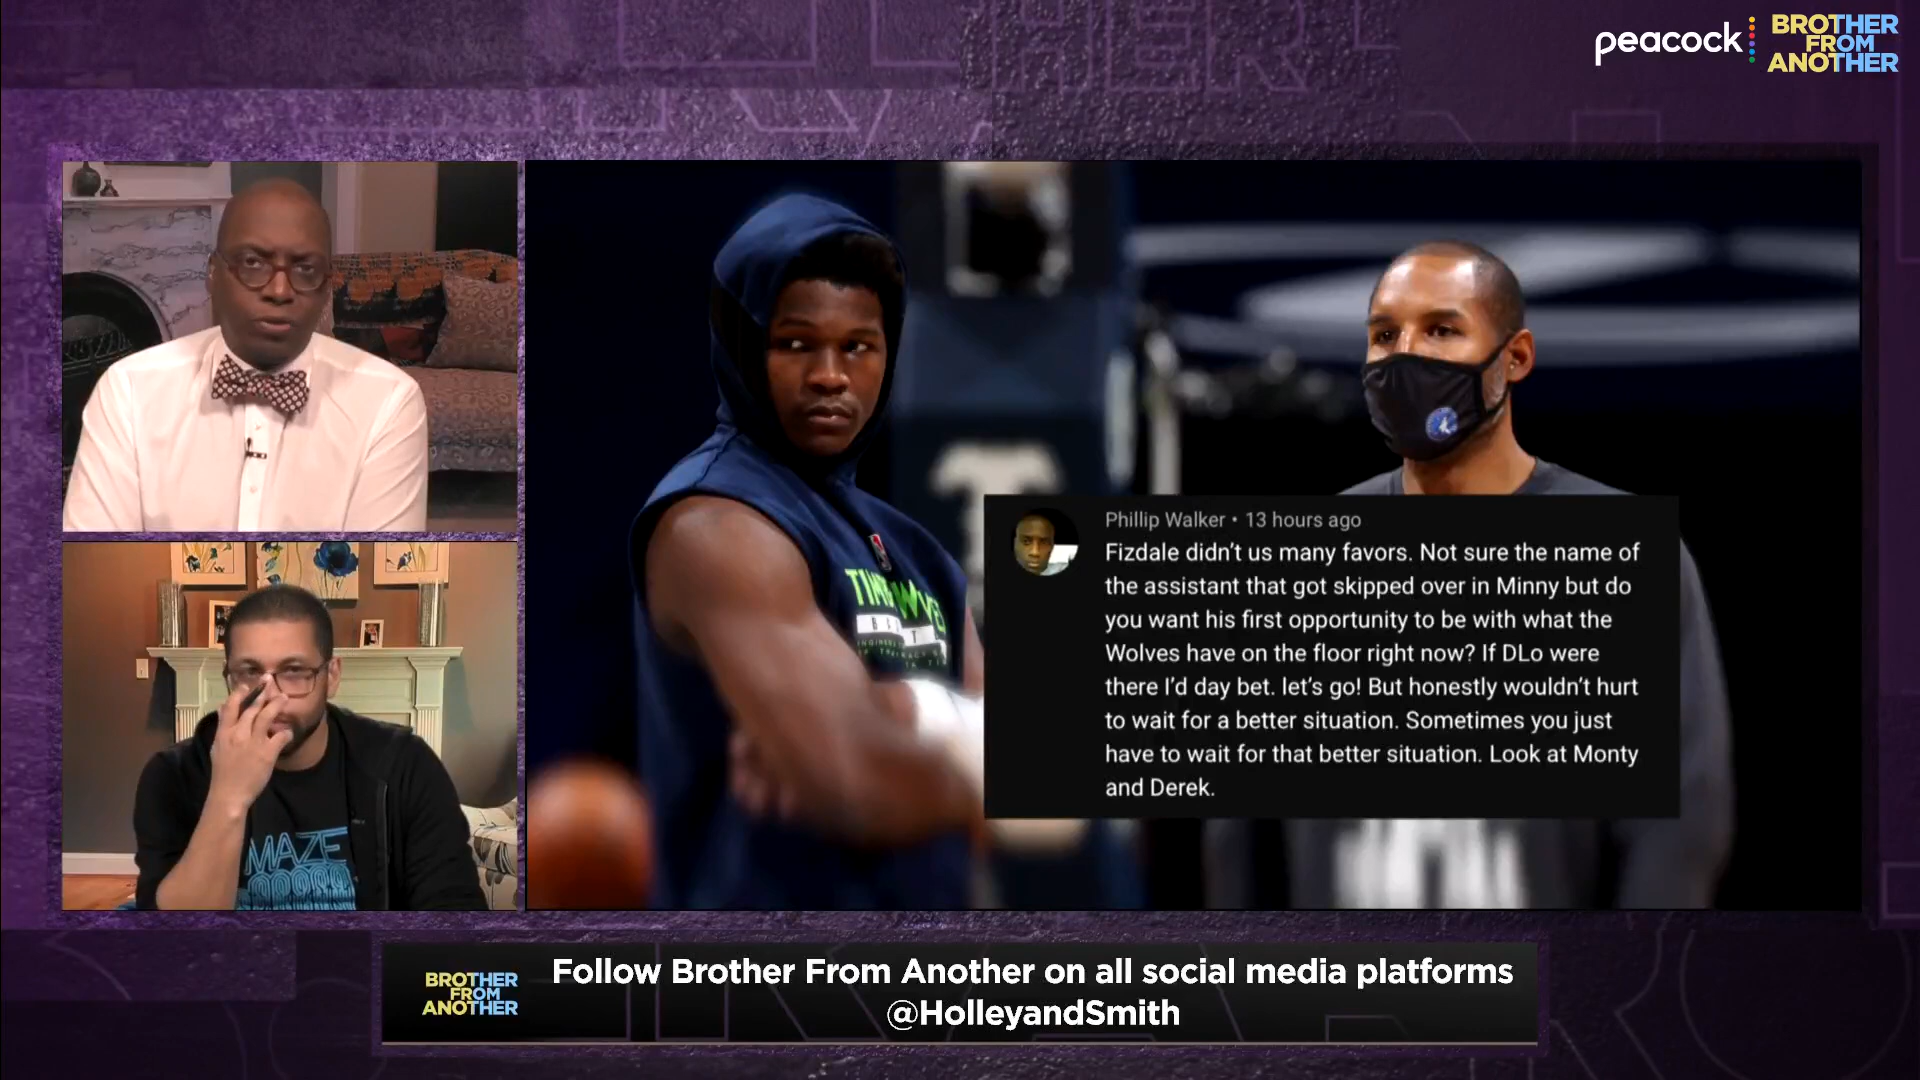 peacock
BROTHER
FROM
ANOTHER
Phillip Walker • 13 hours ago
Fizdale didn't us many favors. Not sure the name of
the assistant that got skipped over in Minny but do
you want his first opportunity to be with what the
Wolves have on the floor right now? If DLo were
there I'd day bet. let's go! But honestly wouldn't hurt
to wait for a better situation. Sometimes you just
have to wait for that better situation. Look at Monty
and Derek.
MAZE
BROTHER
FROM
ANOTHER
Follow Brother From Another on all social media platforms
@HolleyandSmith